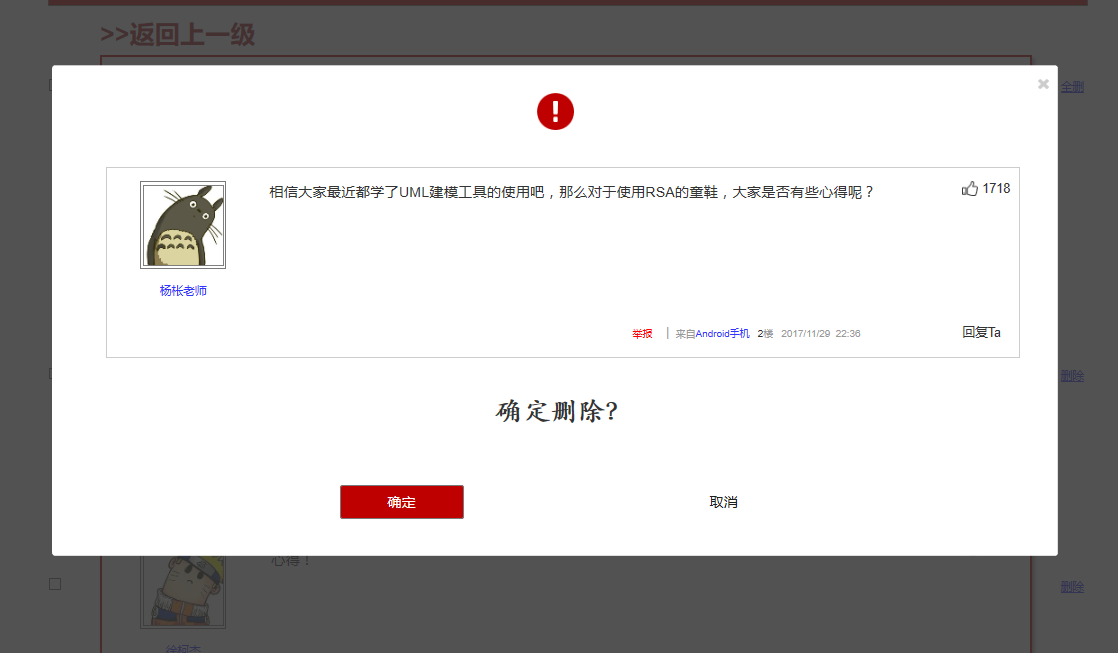 >>返回上一级
全删
相信大家最近都学了UML建模工具的使用吧，那么对于使用RSA的童鞋，大家是否有些心得呢？
1718
杨枨老师
举报 | 来自Android手机 2楼 2017/11/29 22:36
回复Ta
删除
确定删除?
确定
取消
心得！
删除
徐柯杰